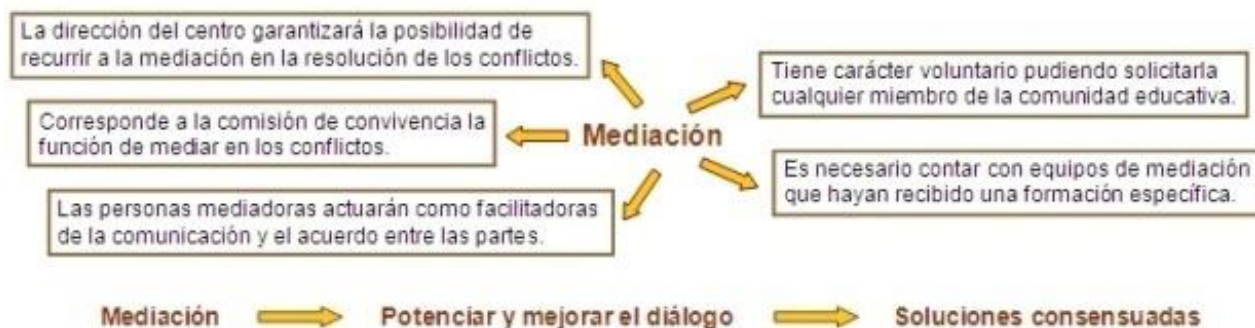 La dirección del centro garantizará la posibilidad de
recurrir a la mediación en la resolución de los conflictos.
Tiene carácter voluntario pudiendo solicitarla
cualquier miembro de la comunidad educativa.
Corresponde a la comisión de convivencia la
función de mediar en los conflictos.
Mediación
Es necesario contar con equipos de mediación
que hayan recibido una formación específica.
Las personas mediadoras actuarán como facilitadoras
de la comunicación y el acuerdo entre las partes.
Mediación Potenciar y mejorar el diálogo Soluciones consensuadas